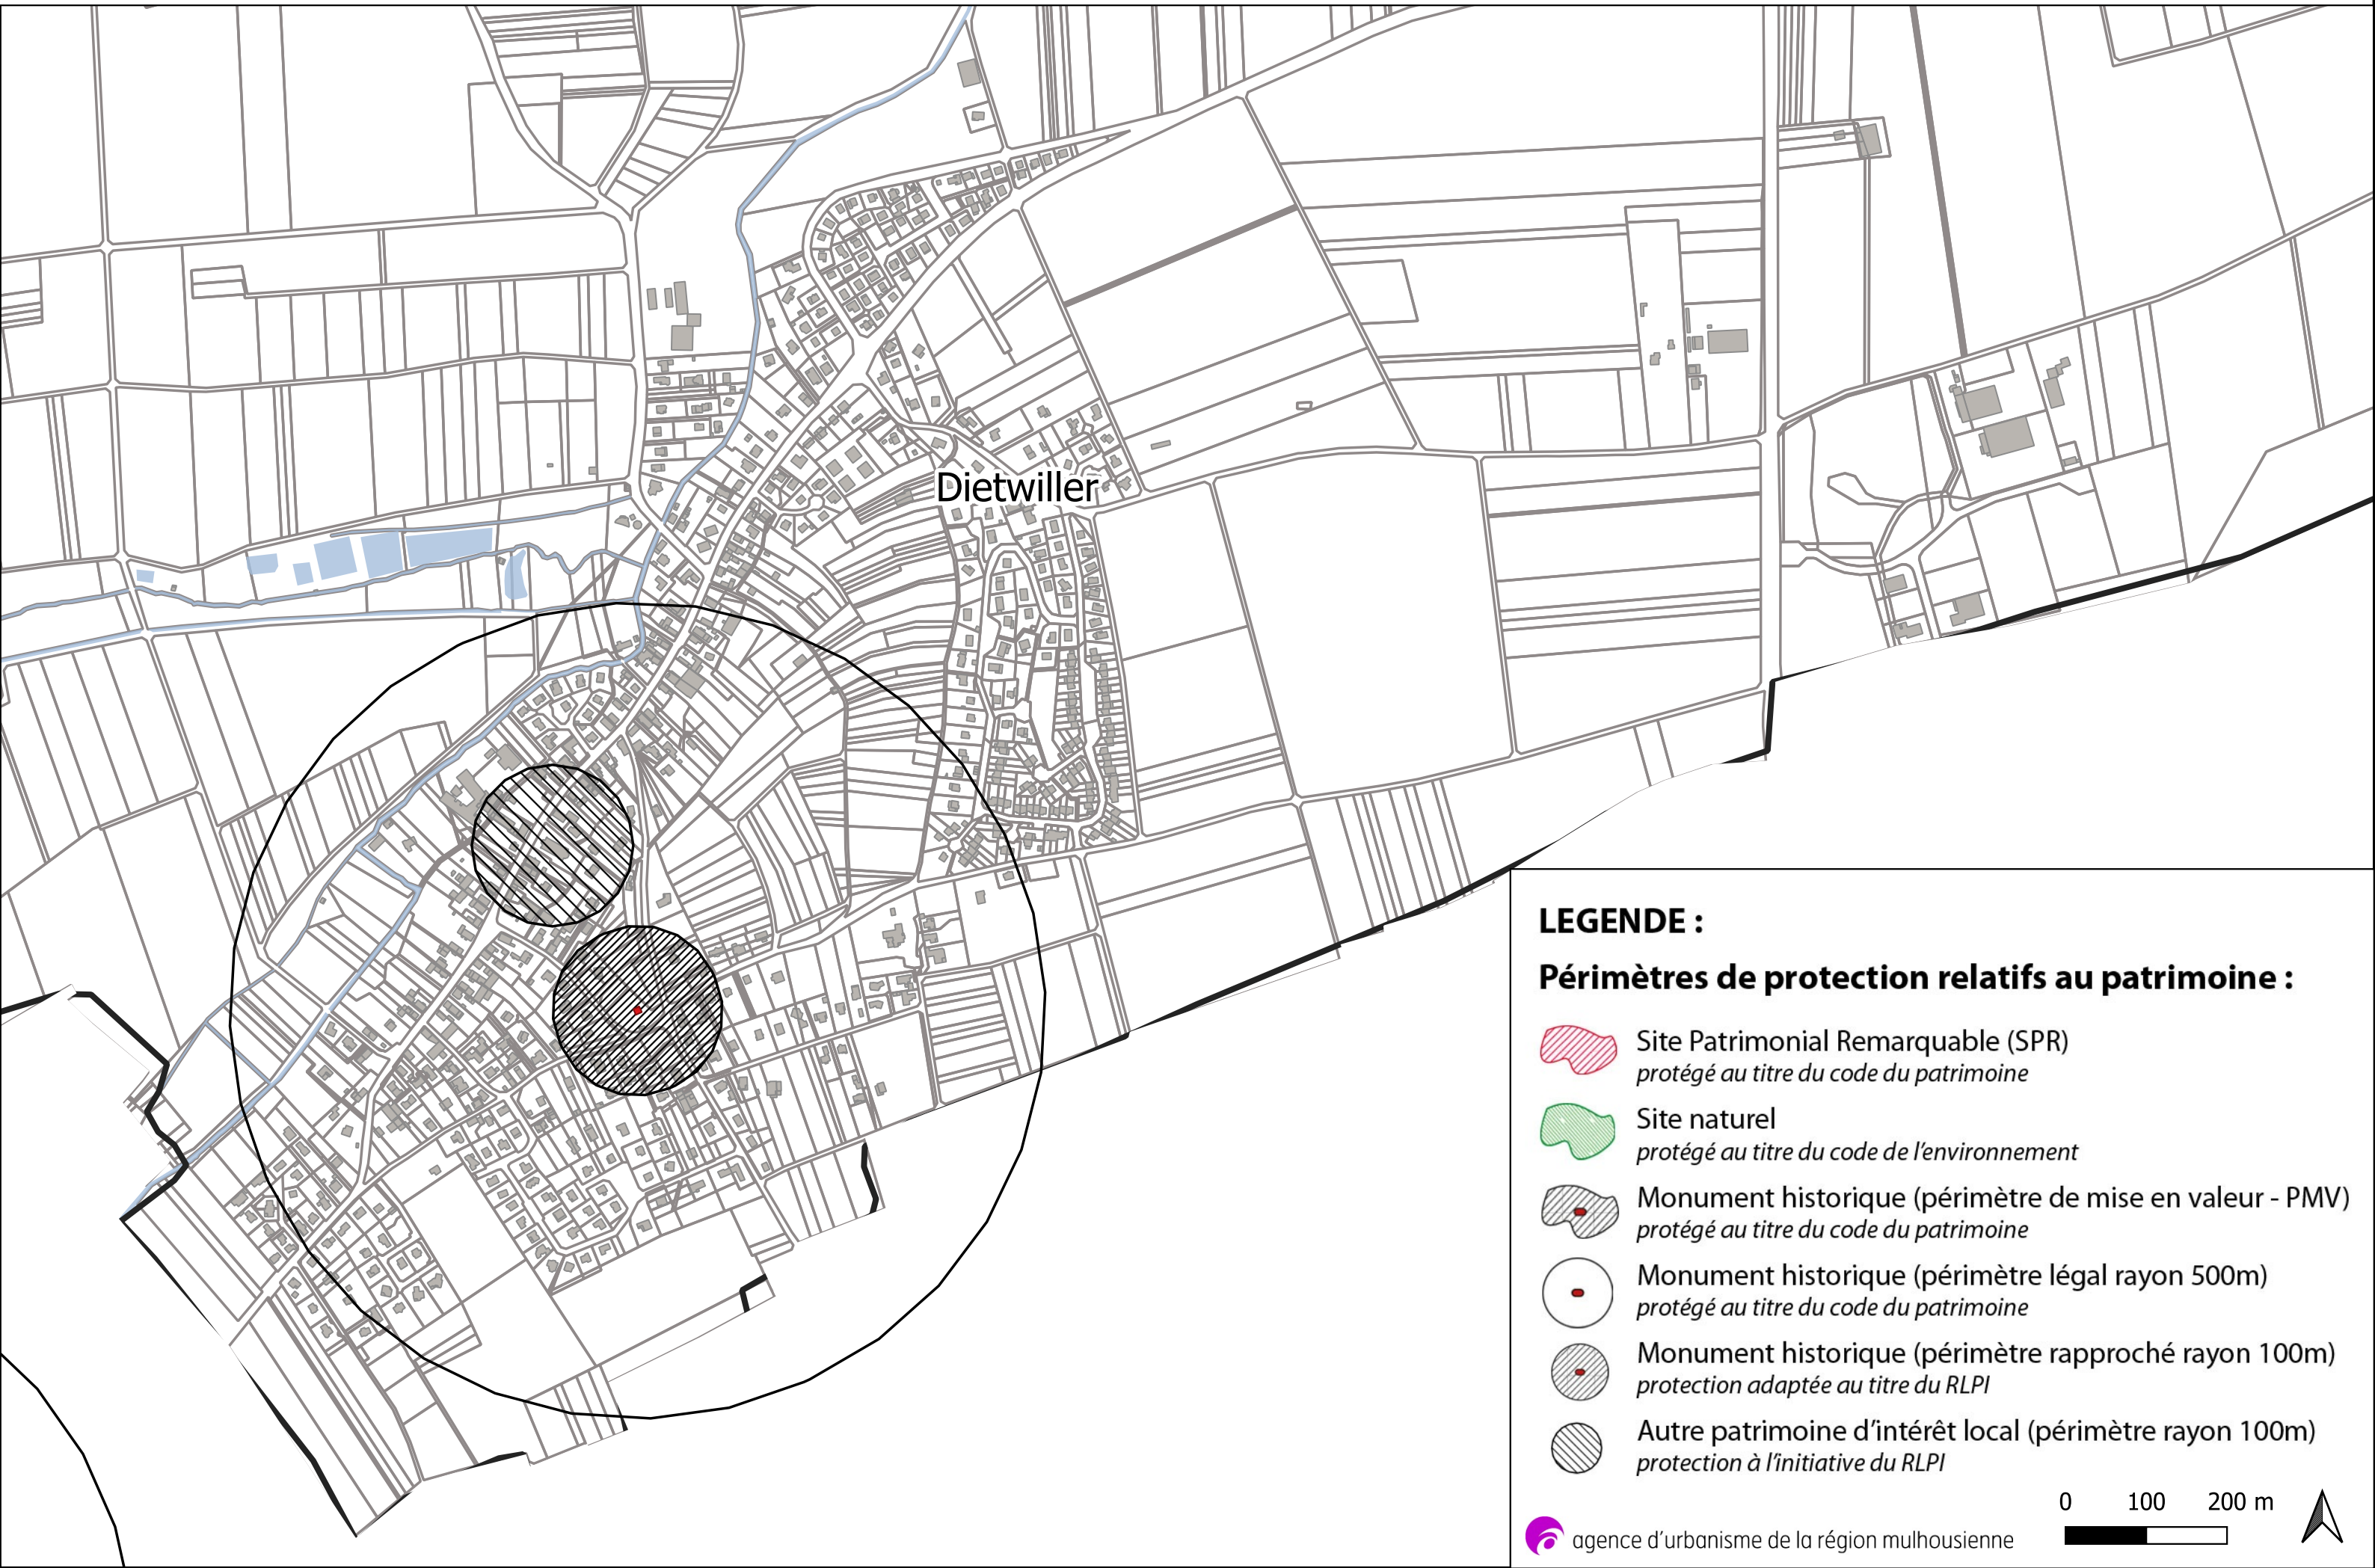 Dietwiller
LEGENDE :
Périmètres de protection relatifs au patrimoine :
Site Patrimonial Remarquable (SPR)
protégé au titre du code du patrimoine
Site naturel
protégé au titre du code de l'environnement
Monument historique (périmètre de mise en valeur - PMV)
protégé au titre du code du patrimoine
Monument historique (périmètre légal rayon 500m)
protégé au titre du code du patrimoine
Monument historique (périmètre rapproché rayon 100m)
protection adaptée au titre du RLPI
Autre patrimoine d'intérêt local (périmètre rayon 100m)
protection à l'initiative du RLPI
0 100 200 m
agence d'urbanisme de la région mulhousienne